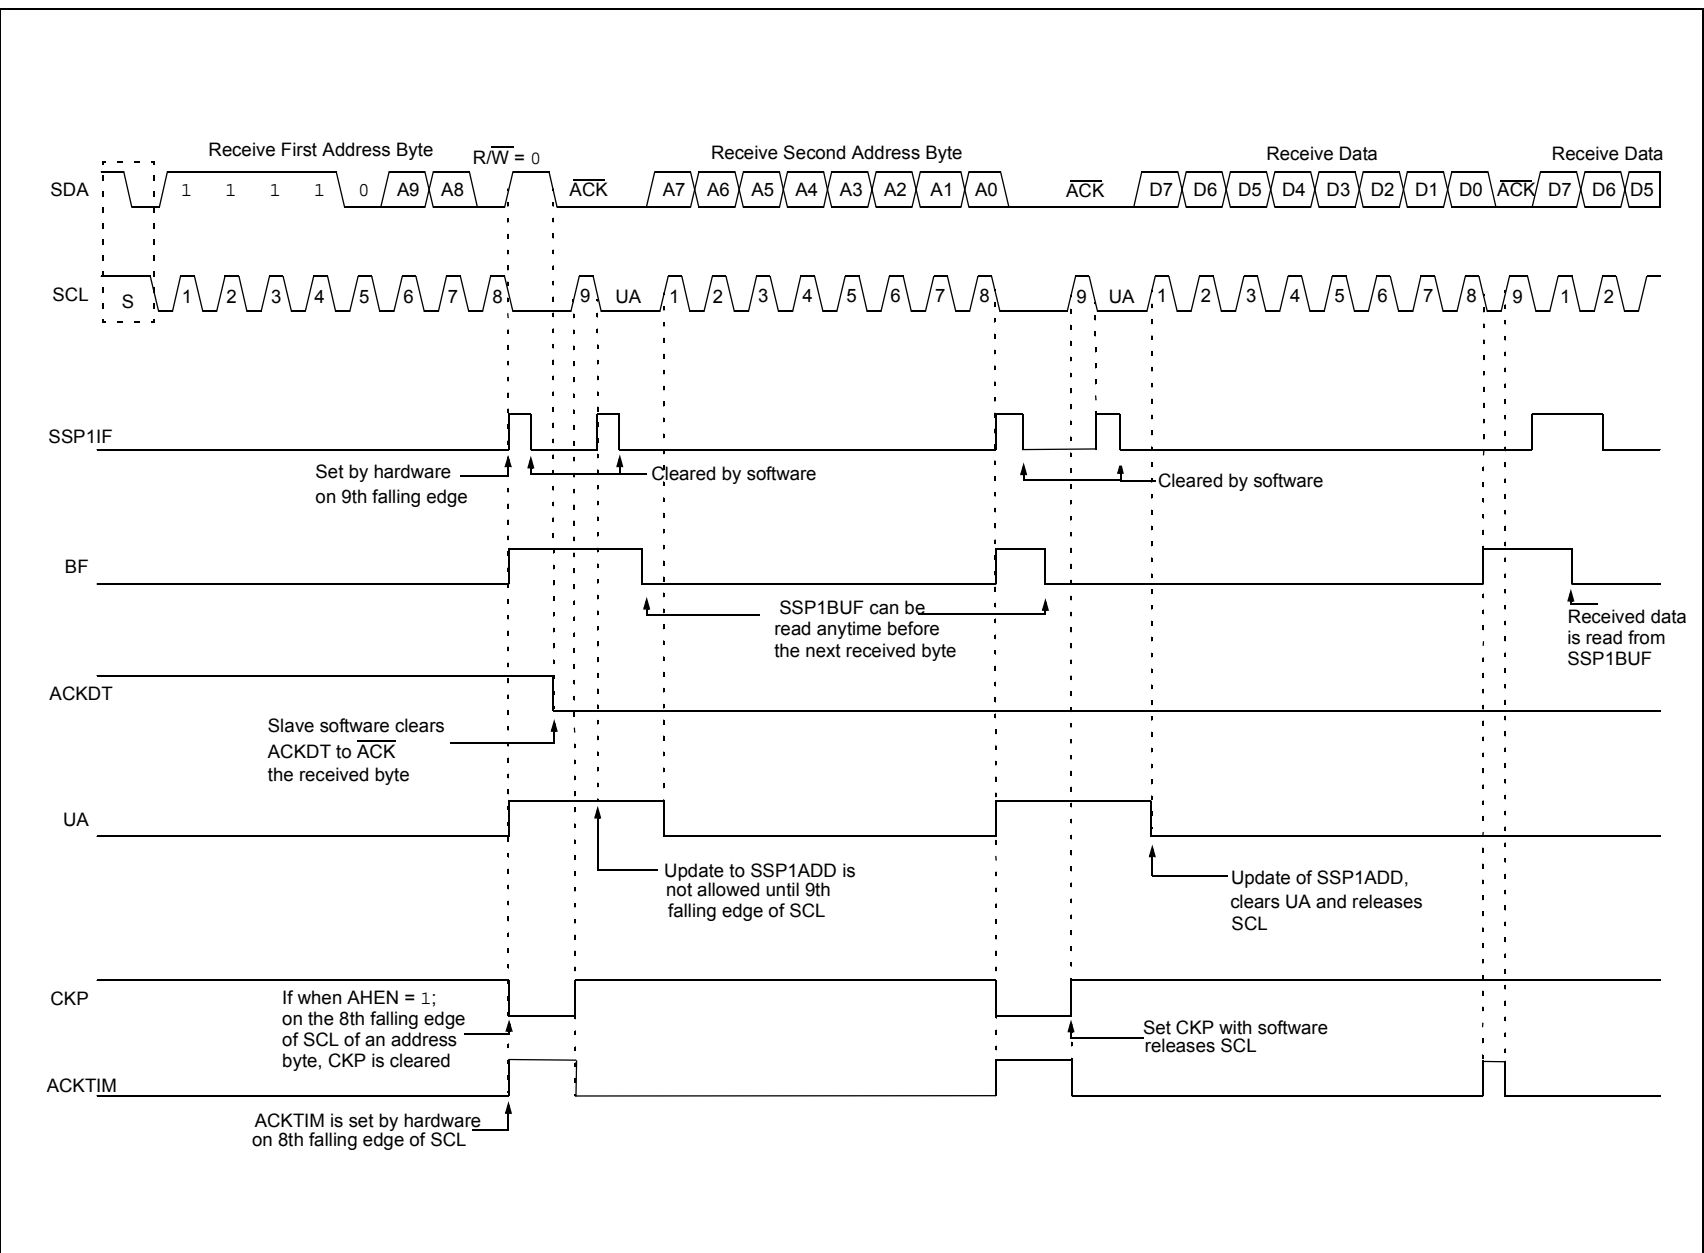 Receive First Address Byte
R/W = 0
Receive Second Address Byte
Receive Data
Receive Data
SDA
1 1 1 1 0 A9 A8
ACK
A7 A6 A5 A4 A3 A2 A1 A0
ACK
D7 D6 D5 D4 D3 D2 D1 D0
ACK
D7 D6 D5
SCL
S
1 2 3 4 5 6 7 8 9 UA
1 2 3 4 5 6 7 8 9 UA
1 2 3 4 5 6 7 8 9
1 2
SSP1IF
Set by hardware
on 9th falling edge
Cleared by software
Cleared by software
BF
SSP1BUF can be
read anytime before
the next received byte
Received data
is read from
SSP1BUF
ACKDT
Slave software clears
ACKDT to ACK
the received byte
UA
Update to SSP1ADD is
not allowed until 9th
falling edge of SCL
Update of SSP1ADD,
clears UA and releases
SCL
CKP
If when AHEN = 1;
on the 8th falling edge
of SCL of an address
byte, CKP is cleared
Set CKP with software
releases SCL
ACKTIM
ACKTIM is set by hardware
on 8th falling edge of SCL